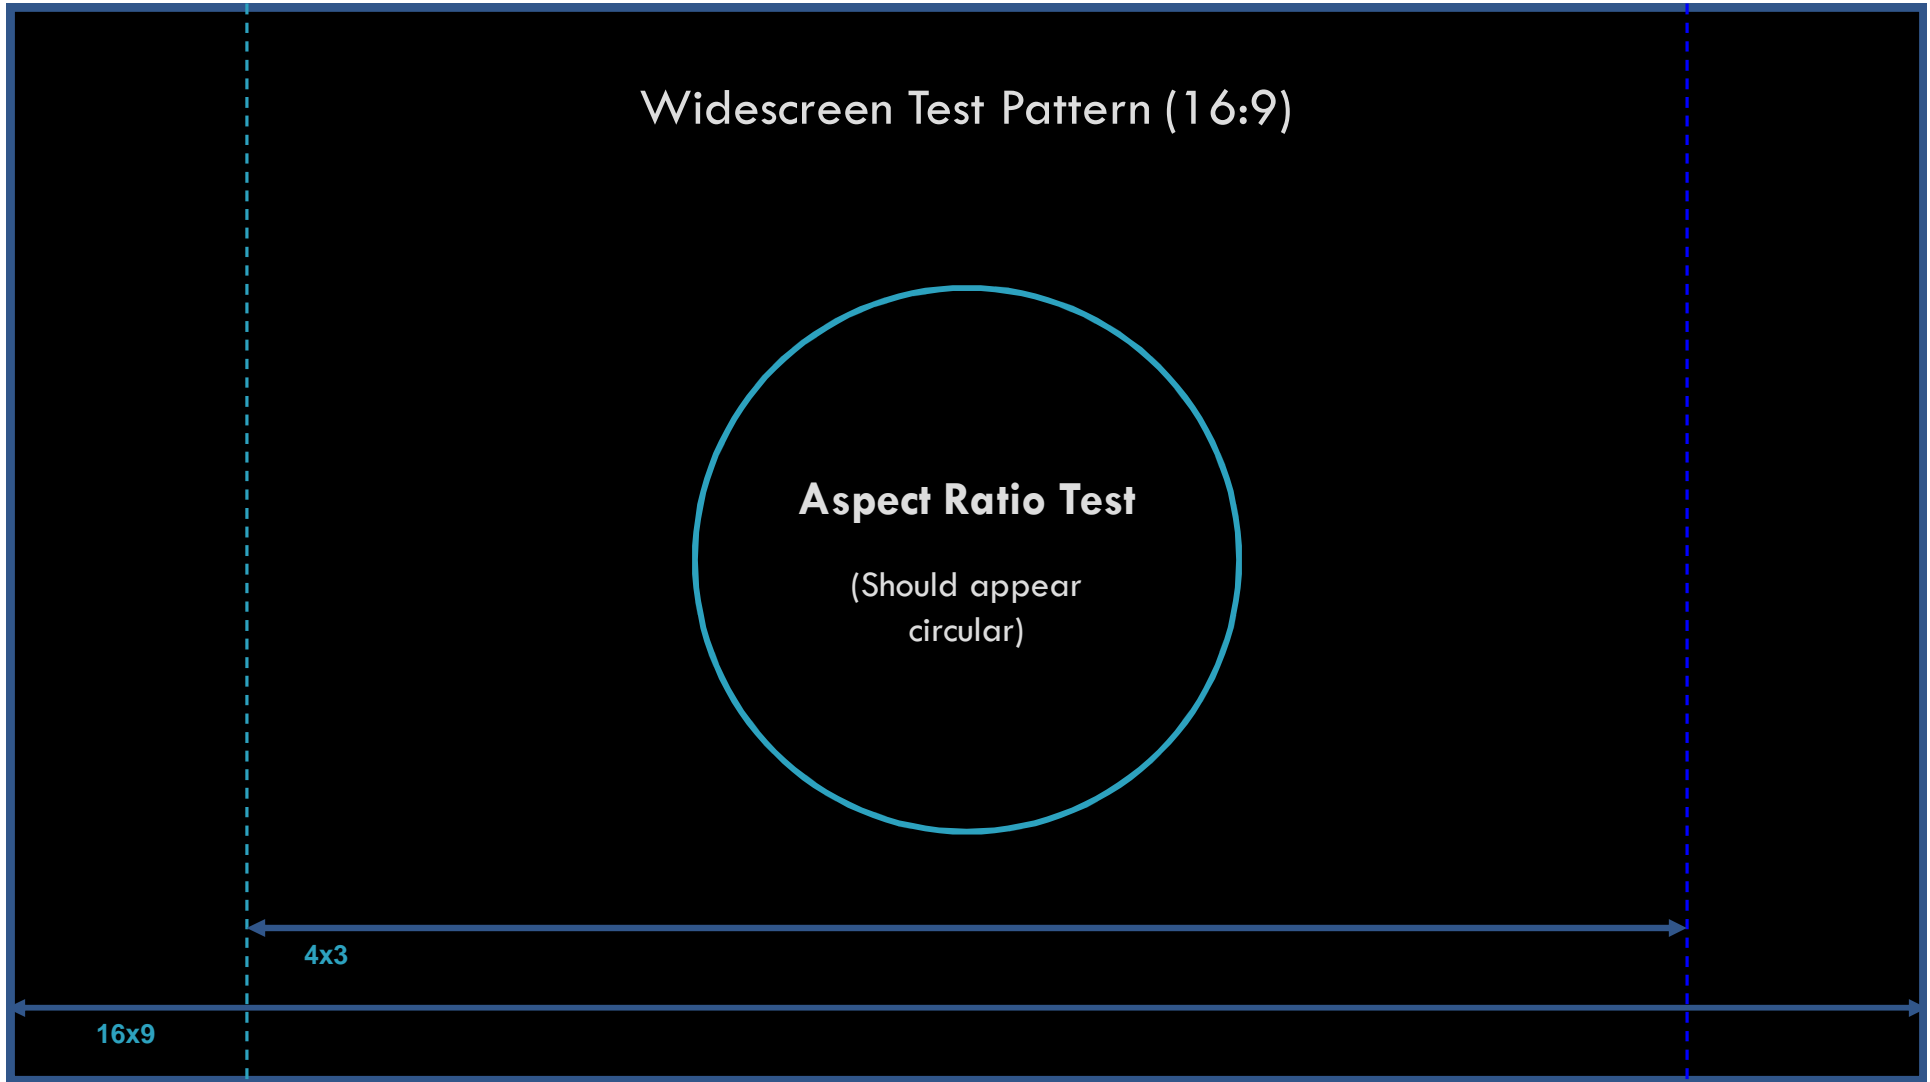 Widescreen Test Pattern (16:9)
Aspect Ratio Test
(Should appear
circular)
4x3
16x9